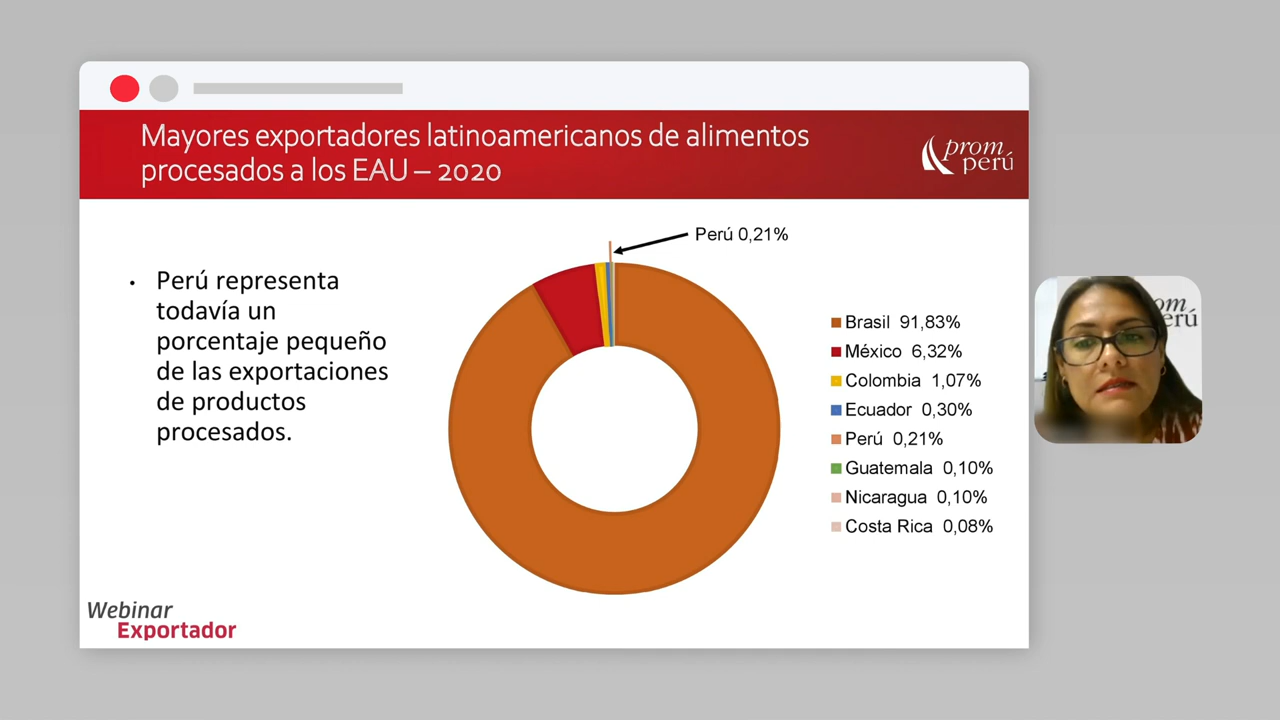 Mayores exportadores latinoamericanos de alimentos
procesados a los EAU – 2020
prom
perú
Perú 0,21%
• Perú representa
todavía un
porcentaje pequeño
de las exportaciones
de productos
procesados.
Brasil 91,83%
México 6,32%
Colombia 1,07%
Ecuador 0,30%
Perú 0,21%
Guatemala 0,10%
Nicaragua 0,10%
Costa Rica 0,08%
Webinar
Exportador